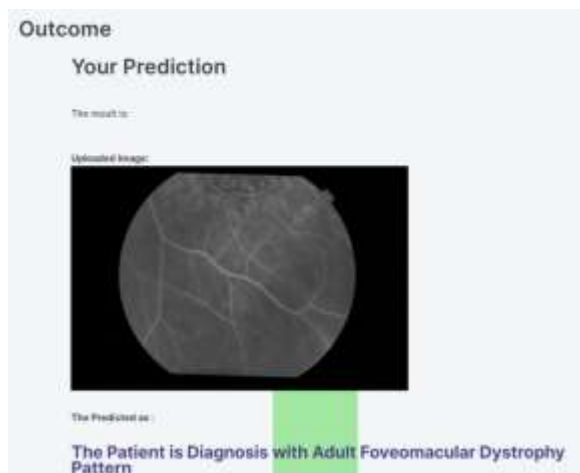 Outcome
Your Prediction
The result is
Uploaded Image:
The Predicted as :
The Patient is Diagnosis with Adult Foveomacular Dystrophy
Pattern